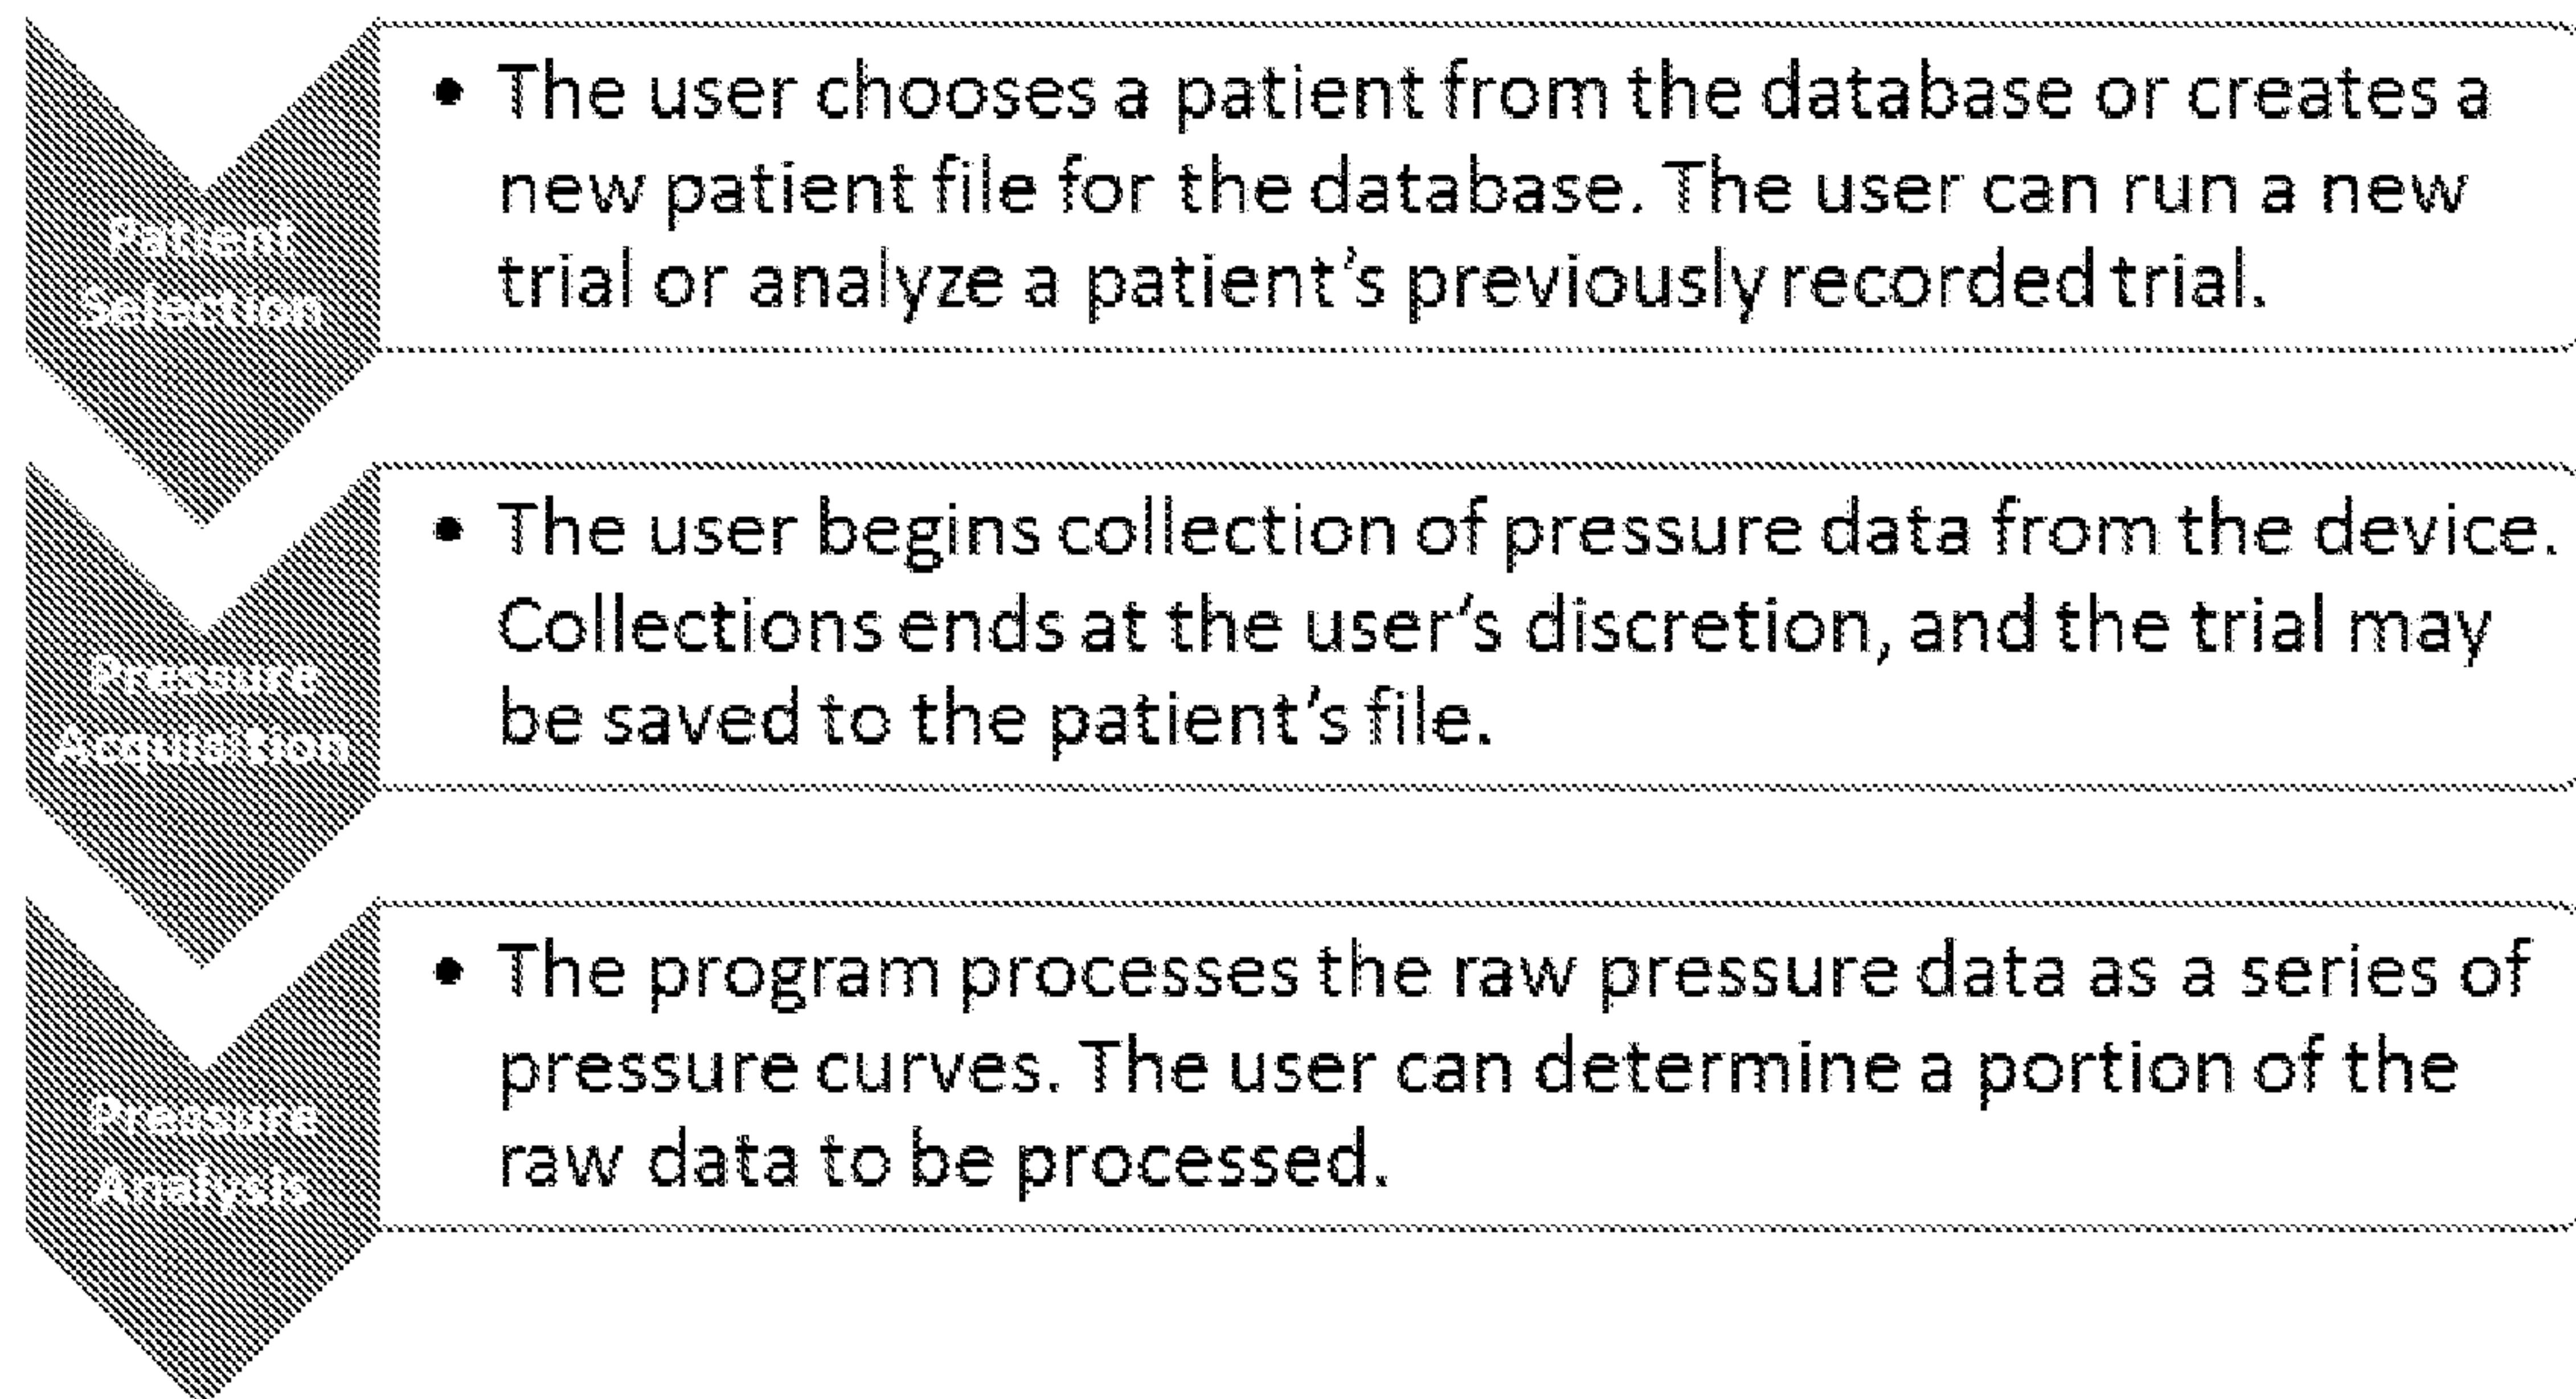 Patient
Selection
• The user chooses a patient from the database or creates a
new patient file for the database. The user can run a new
trial or analyze a patient's previously recorded trial.
Pressure
Acquisition
• The user begins collection of pressure data from the device.
Collections ends at the user's discretion, and the trial may
be saved to the patient's file.
Pressure
Analysis
• The program processes the raw pressure data as a series of
pressure curves. The user can determine a portion of the
raw data to be processed.